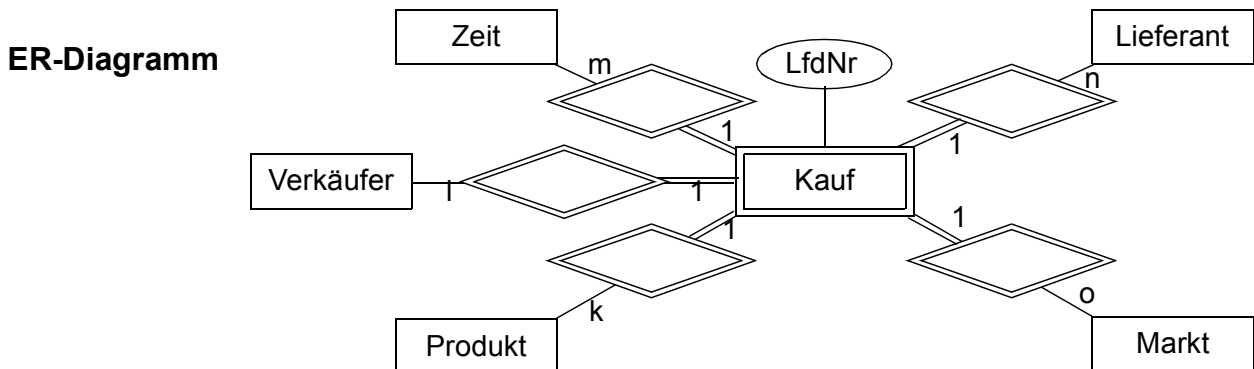 Zeit
Lieferant
ER-Diagramm
LfdNr
m
n
1
1
Verkäufer
l
1
Kauf
1
1
k
o
Produkt
Markt